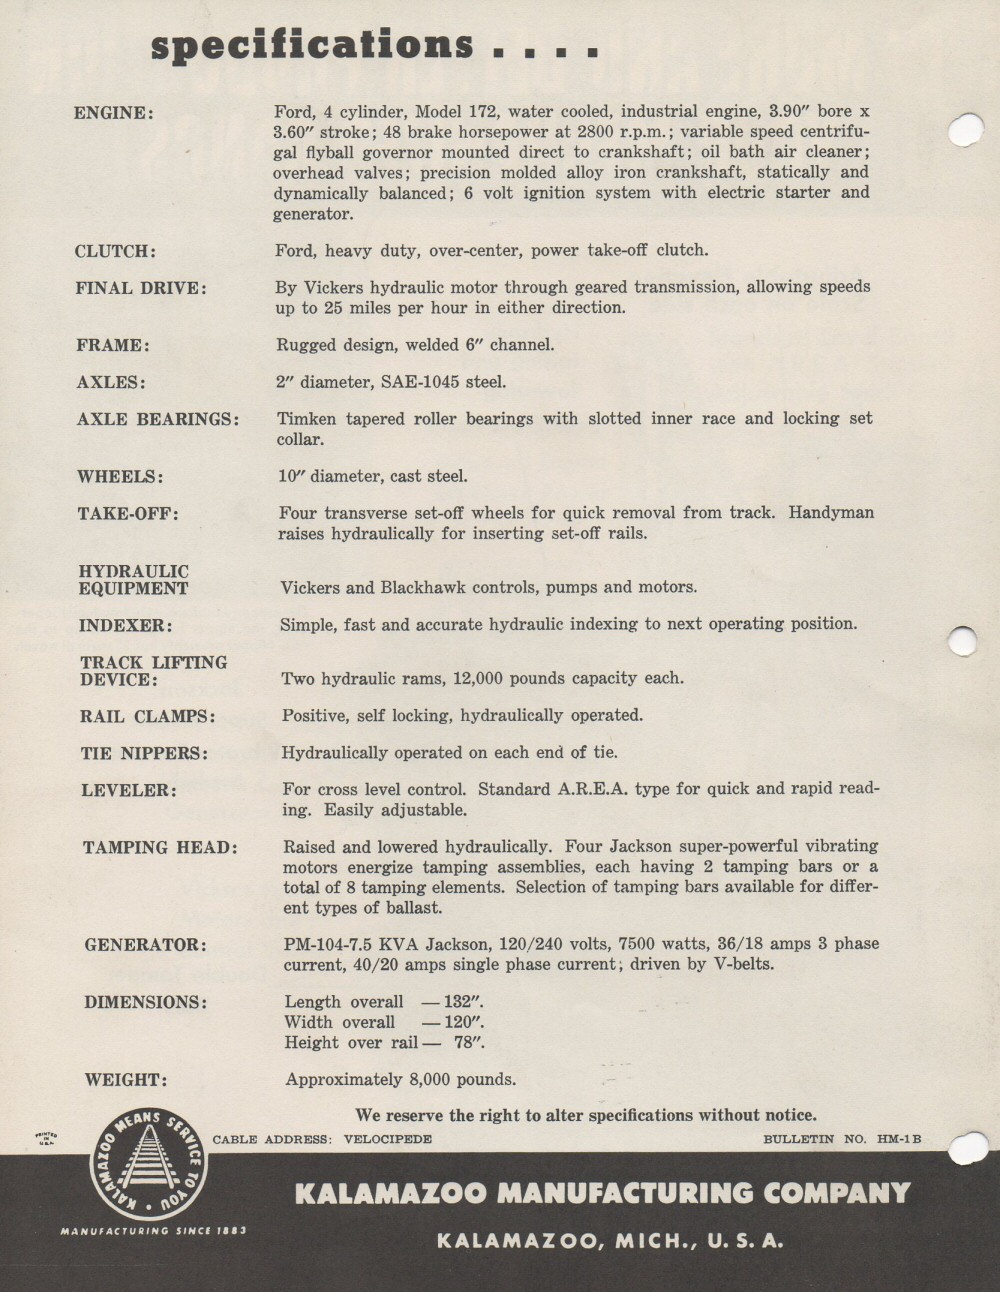 specifications . . . .
ENGINE: Ford, 4 cylinder, Model 172, water cooled, industrial engine, 3.90″ bore x
3.60″ stroke; 48 brake horsepower at 2800 r.p.m.; variable speed centrifu-
gal flyball governor mounted direct to crankshaft; oil bath air cleaner;
overhead valves; precision molded alloy iron crankshaft, statically and
dynamically balanced; 6 volt ignition system with electric starter and
generator.
CLUTCH: Ford, heavy duty, over-center, power take-off clutch.
FINAL DRIVE: By Vickers hydraulic motor through geared transmission, allowing speeds
up to 25 miles per hour in either direction.
FRAME: Rugged design, welded 6″ channel.
AXLES: 2″ diameter, SAE-1045 steel.
AXLE BEARINGS: Timken tapered roller bearings with slotted inner race and locking set
collar.
WHEELS: 10″ diameter, cast steel.
TAKE-OFF: Four transverse set-off wheels for quick removal from track. Handyman
raises hydraulically for inserting set-off rails.
HYDRAULIC
EQUIPMENT Vickers and Blackhawk controls, pumps and motors.
INDEXER: Simple, fast and accurate hydraulic indexing to next operating position.
TRACK LIFTING
DEVICE: Two hydraulic rams, 12,000 pounds capacity each.
RAIL CLAMPS: Positive, self locking, hydraulically operated.
TIE NIPPERS: Hydraulically operated on each end of tie.
LEVELER: For cross level control. Standard A.R.E.A. type for quick and rapid read-
ing. Easily adjustable.
TAMPING HEAD: Raised and lowered hydraulically. Four Jackson super-powerful vibrating
motors energize tamping assemblies, each having 2 tamping bars or a
total of 8 tamping elements. Selection of tamping bars available for differ-
ent types of ballast.
GENERATOR: PM-104-7.5 KVA Jackson, 120/240 volts, 7500 watts, 36/18 amps 3 phase
current, 40/20 amps single phase current; driven by V-belts.
DIMENSIONS: Length overall — 132″.
Width overall — 120″.
Height over rail — 78″.
WEIGHT: Approximately 8,000 pounds.
We reserve the right to alter specifications without notice.
PRINTED
IN
U.S.A.
KALAMAZOO MEANS SERVICE TO YOU •
CABLE ADDRESS: VELOCIPEDE BULLETIN NO. HM-1B
KALAMAZOO MANUFACTURING COMPANY
MANUFACTURING SINCE 1883
KALAMAZOO, MICH., U. S. A.